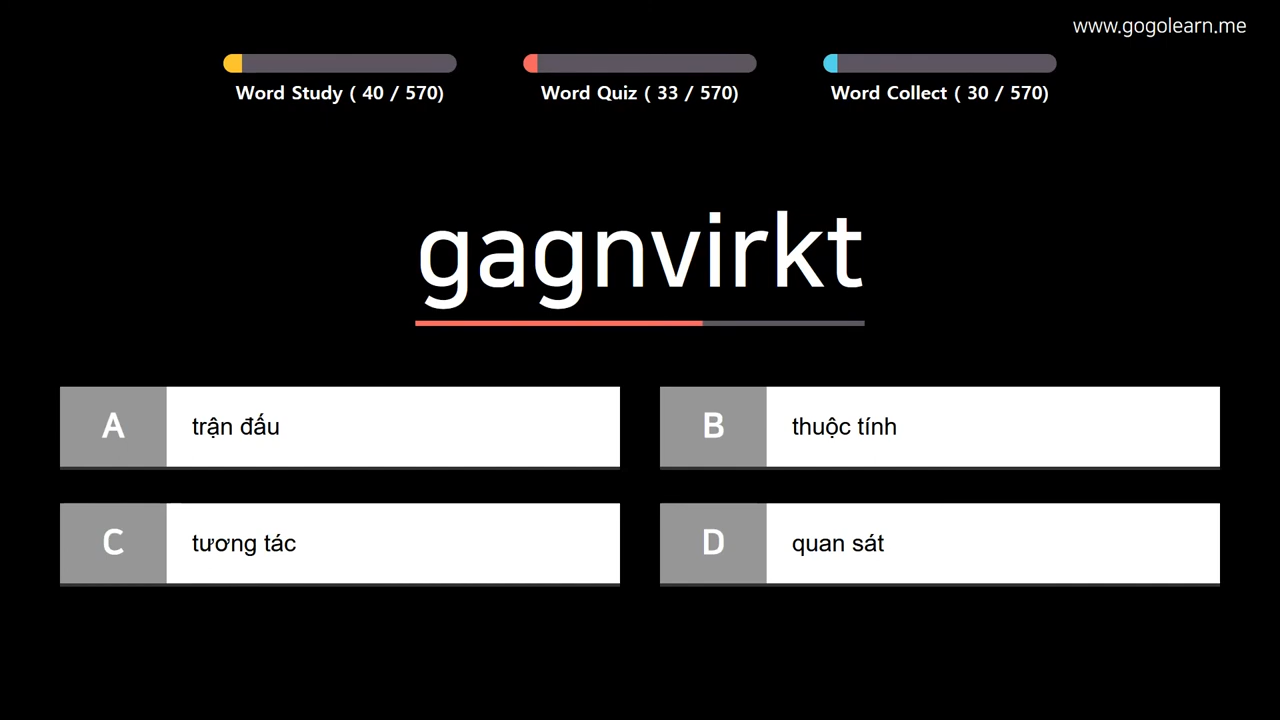 www.gogolearn.me
Word Study ( 40 / 570)
Word Quiz ( 33 / 570)
Word Collect ( 30 / 570)
gagnvirkt
A trận đấu
B thuộc tính
C tương tác
D quan sát